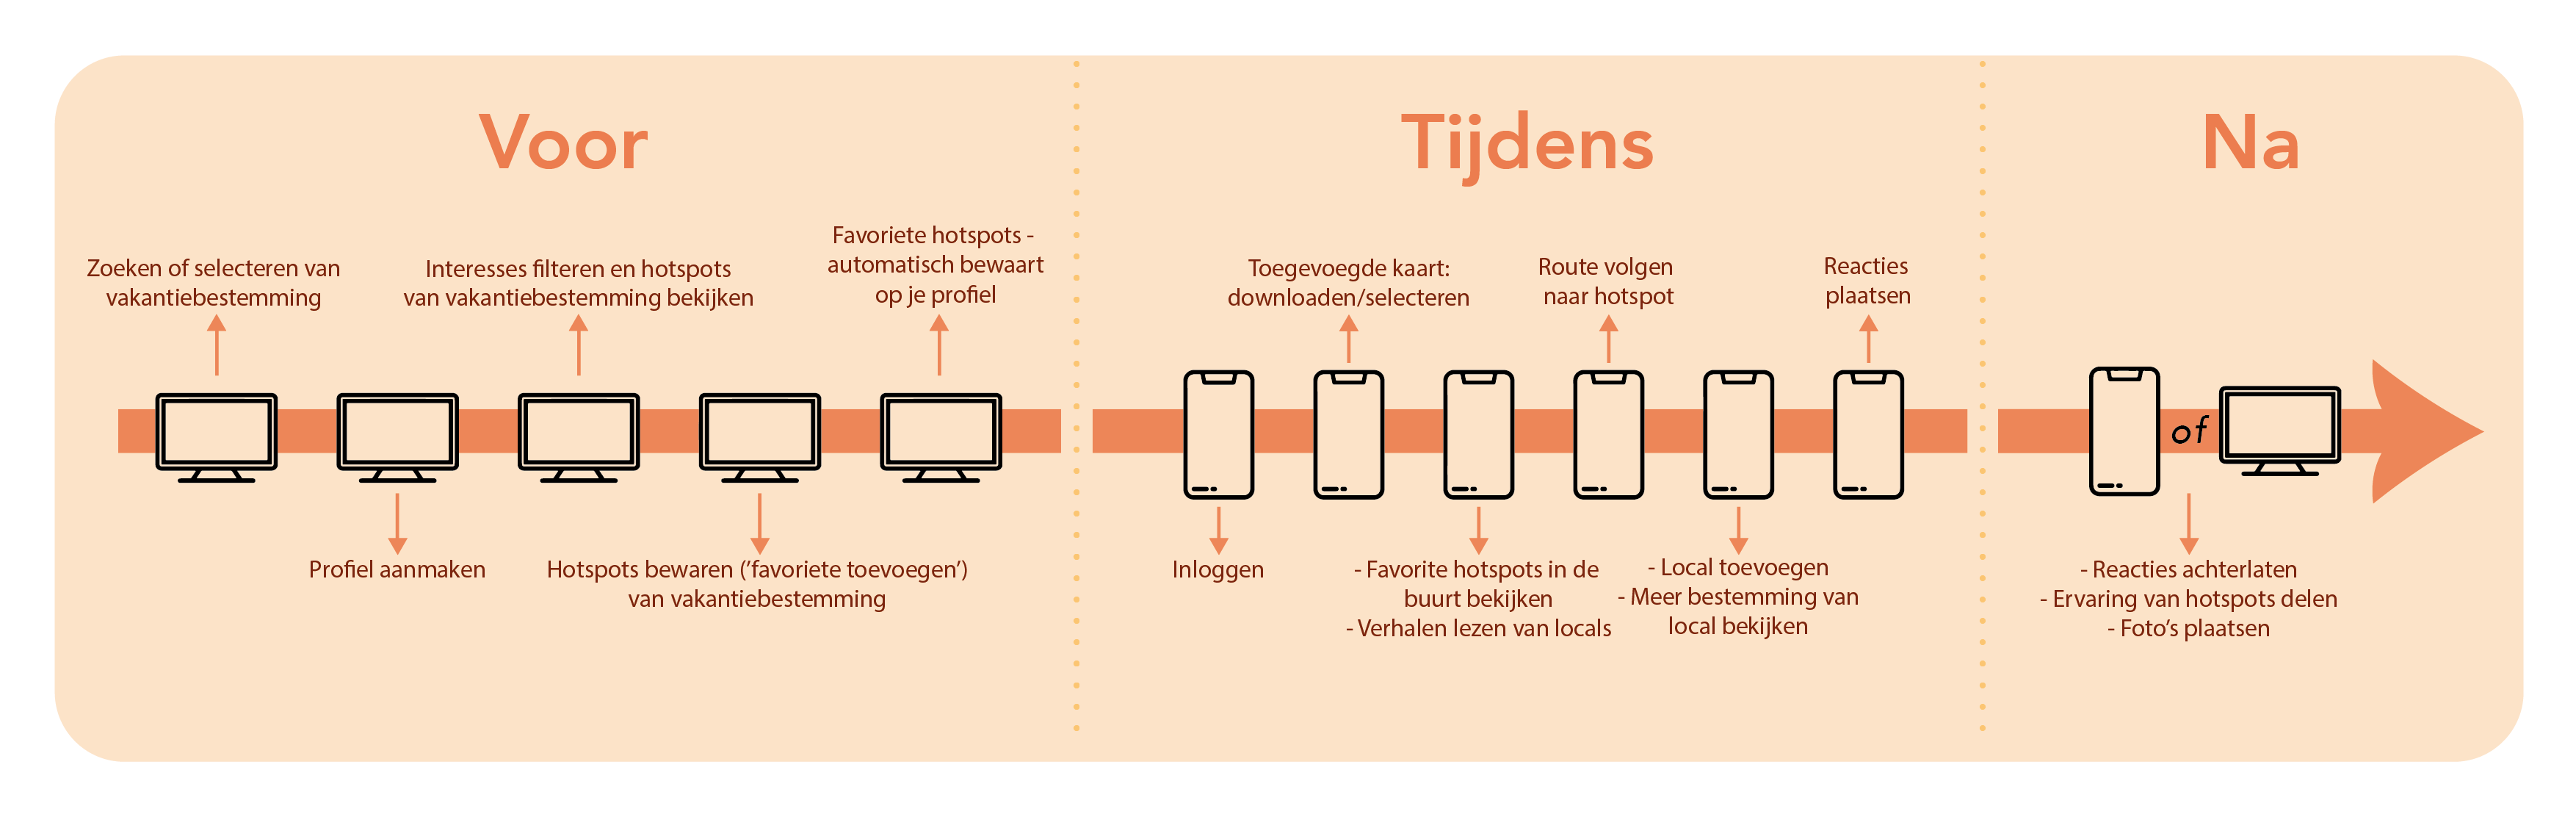 Voor
Zoeken of selecteren van
vakantiebestemming
Profiel aanmaken
Interesses filteren en hotspots
van vakantiebestemming bekijken
Hotspots bewaren ('favoriete toevoegen')
van vakantiebestemming
Favoriete hotspots -
automatisch bewaart
op je profiel
Tijdens
Inloggen
Toegevoegde kaart:
downloaden/selecteren
- Favorite hotspots in de
buurt bekijken
- Verhalen lezen van locals
Route volgen
naar hotspot
- Local toevoegen
- Meer bestemming van
local bekijken
Reacties
plaatsen
Na
of
- Reacties achterlaten
- Ervaring van hotspots delen
- Foto's plaatsen